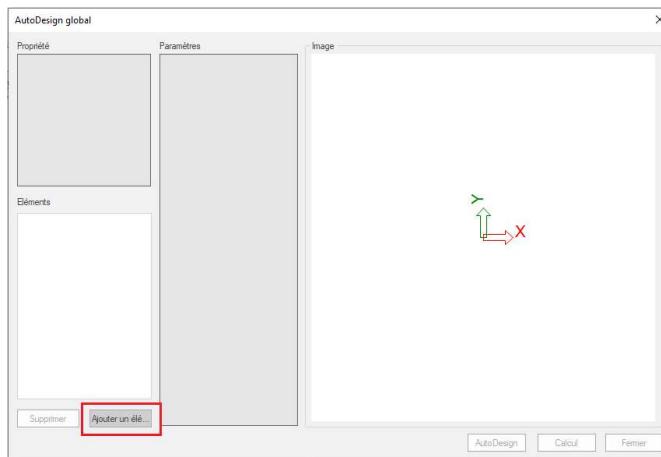 AutoDesign global
Propriété
Paramètres
Image
Eléments
Y
X
Supprimer
Ajouter un élé...
AutoDesign
Calcul
Fermer